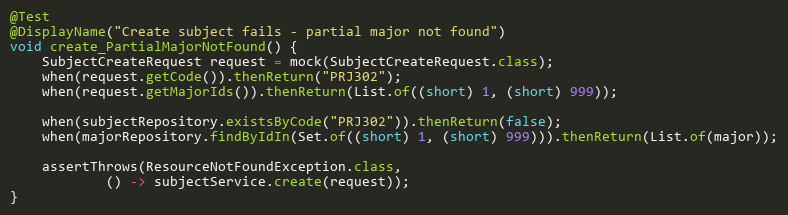 @Test
@DisplayName("Create subject fails - partial major not found")
void create_PartialMajorNotFound() {
    SubjectCreateRequest request = mock(SubjectCreateRequest.class);
    when(request.getCode()).thenReturn("PRJ302");
    when(request.getMajorIds()).thenReturn(List.of((short) 1, (short) 999));

    when(subjectRepository.existsByCode("PRJ302")).thenReturn(false);
    when(majorRepository.findByIdIn(Set.of((short) 1, (short) 999))).thenReturn(List.of(major));

    assertThrows(ResourceNotFoundException.class,
            () -> subjectService.create(request));
}